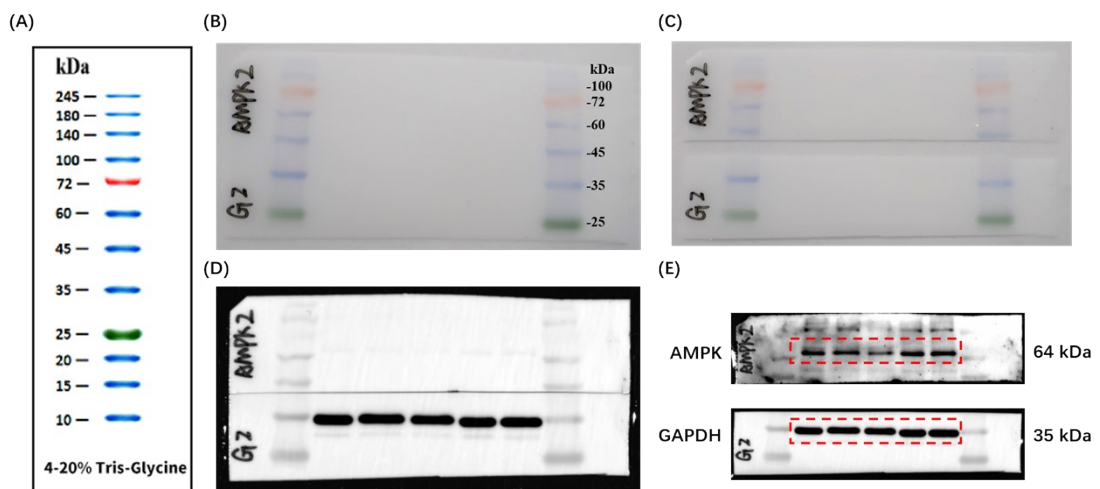 (A)
kDa
245
180
140
100
72
60
45
35
25
20
15
10
4-20% Tris-Glycine
(B)
AMPK2
G2
kDa
-100
-72
-60
-45
-35
-25
(C)
AMPK2
G2
(D)
AMPK2
G2
(E)
AMPK
AMPK2
64 kDa
GAPDH
G2
35 kDa